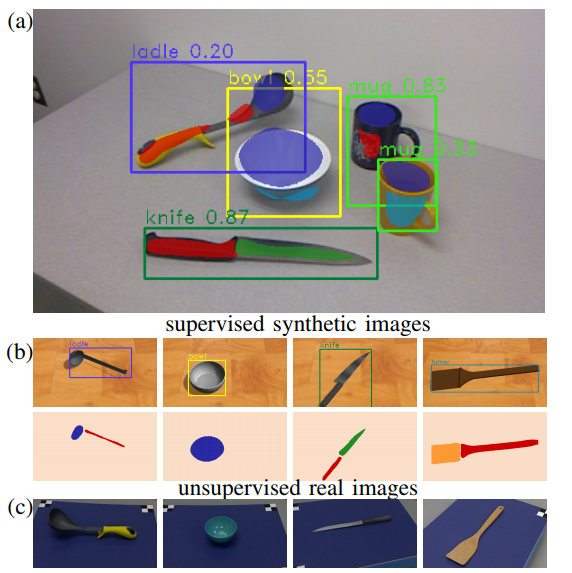 (a)
ladle 0.20
bowl 0.55
mug 0.83
mug 0.35
knife 0.87
supervised synthetic images
(b)
ladle
bowl
knife
turner
unsupervised real images
(c)